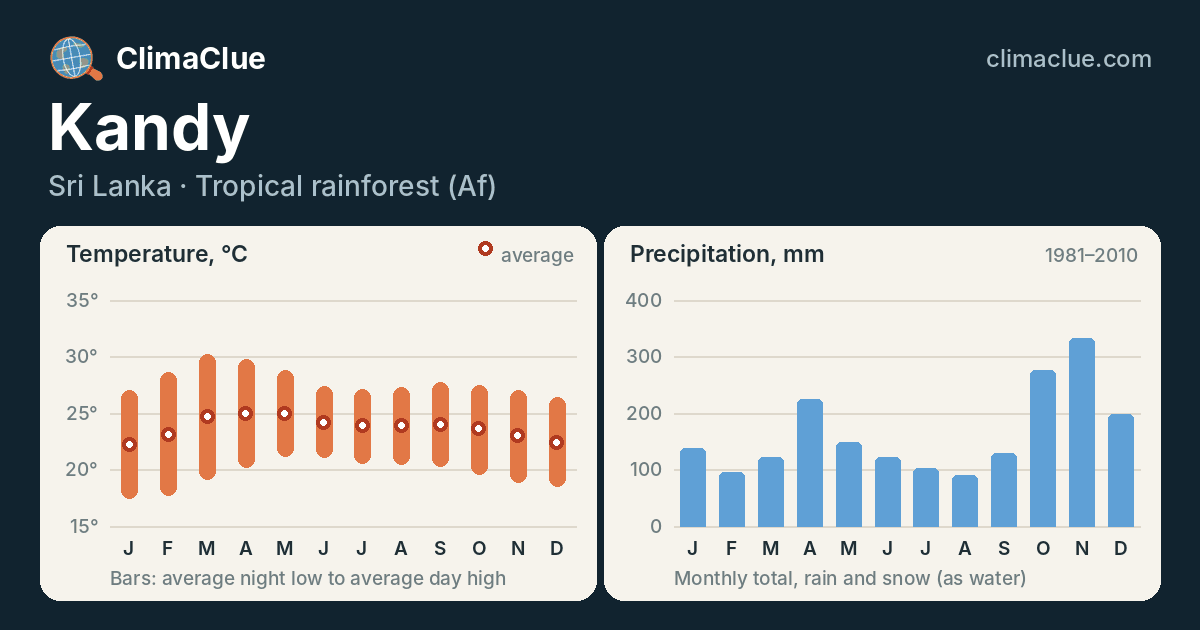 ClimaClue
climaclue.com
Kandy
Sri Lanka · Tropical rainforest (Af)
Temperature, °C
average
35°
30°
25°
20°
15°
J F M A M J J A S O N D
Bars: average night low to average day high
Precipitation, mm
1981–2010
400
300
200
100
0
J F M A M J J A S O N D
Monthly total, rain and snow (as water)